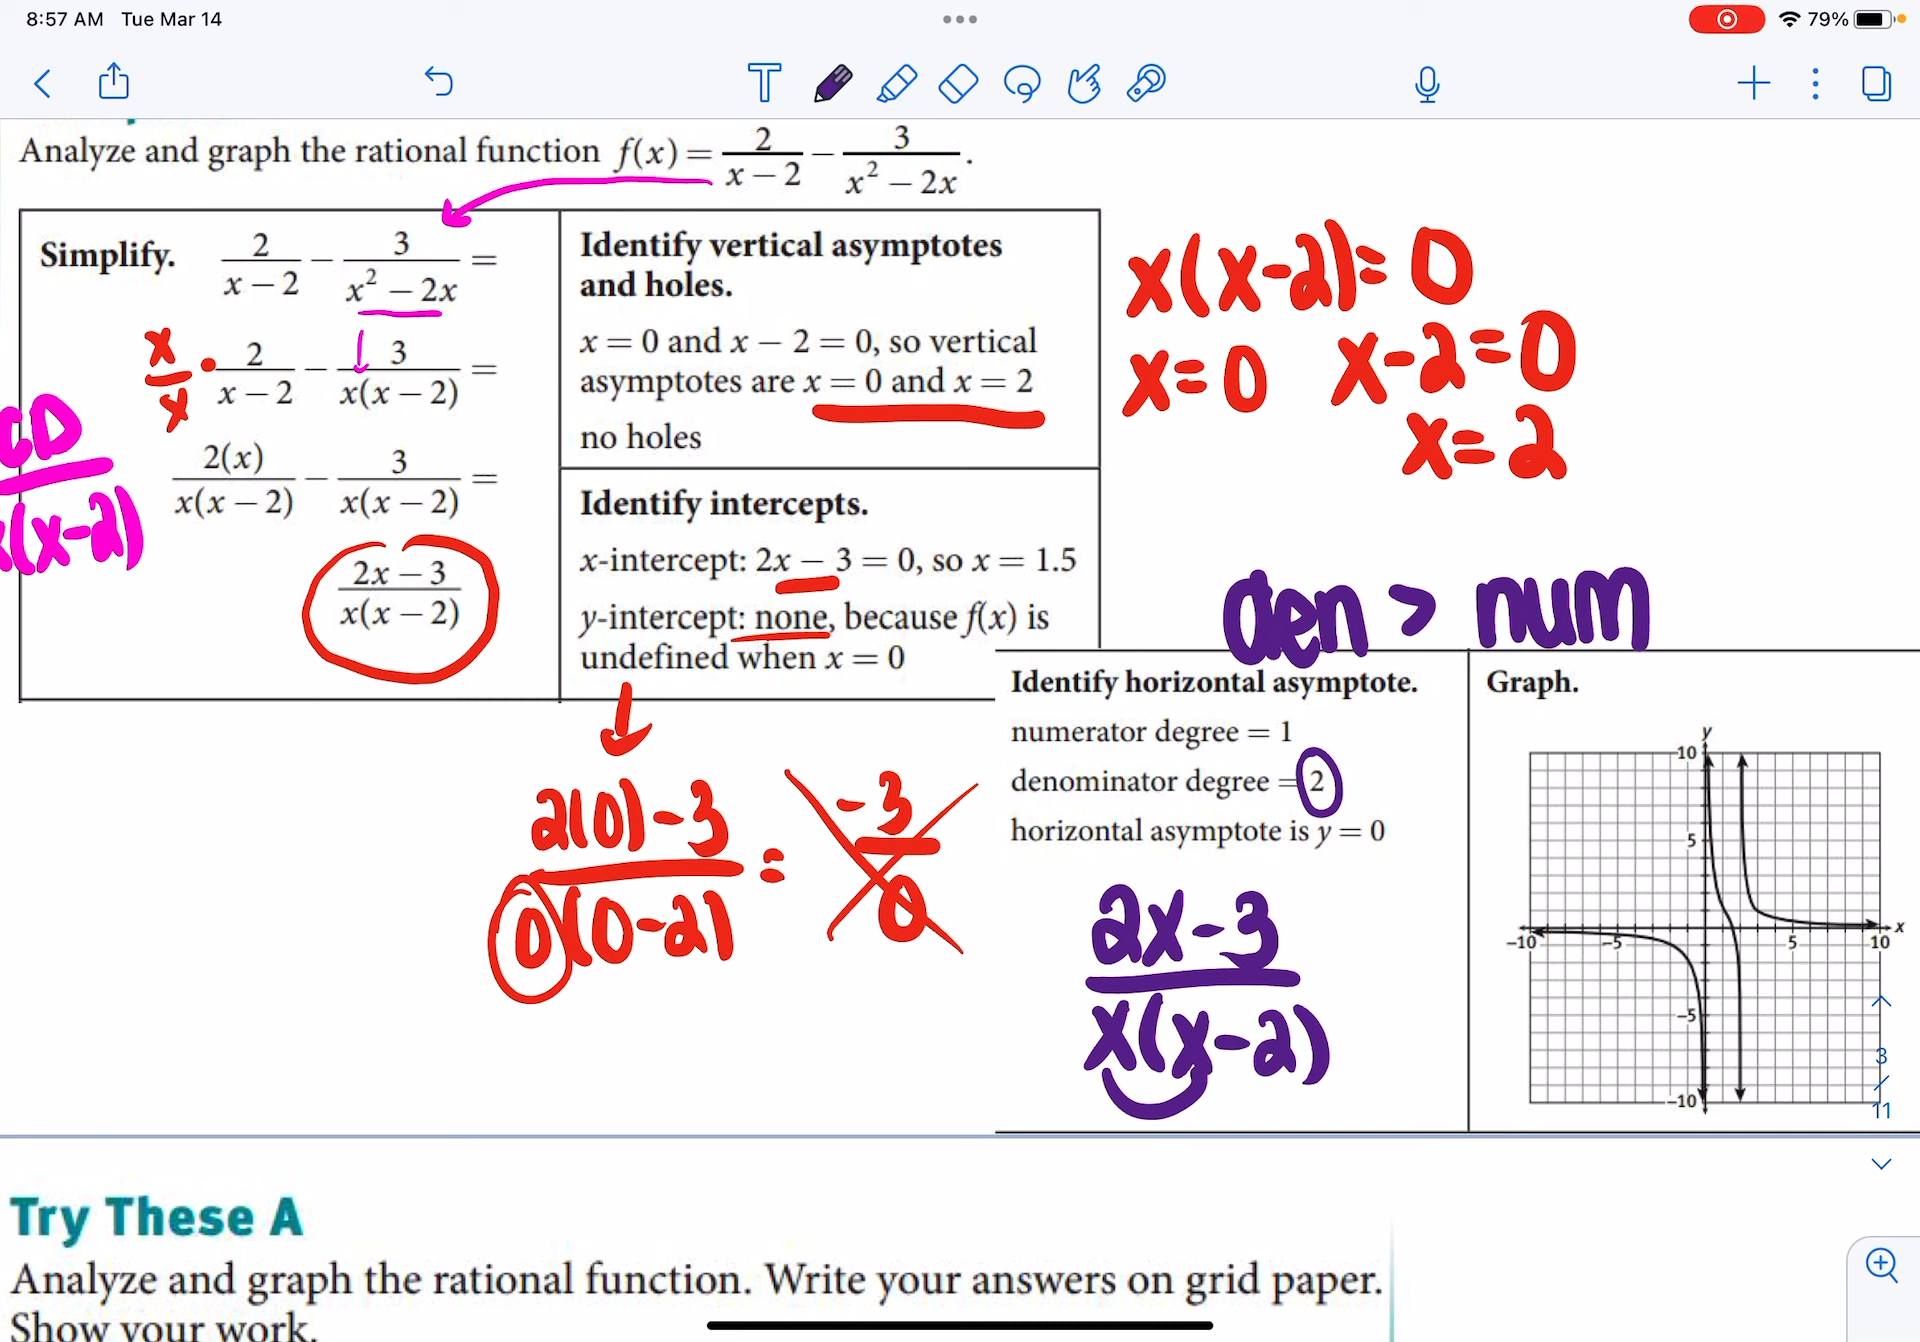 8:57 AM Tue Mar 14
79%
Analyze and graph the rational function f(x) = 2/(x − 2) − 3/(x² − 2x).
Simplify. 2/(x − 2) − 3/(x² − 2x) =
x/x • 2/(x − 2) − 3/(x(x − 2)) =
2(x)/(x(x − 2)) − 3/(x(x − 2)) =
(2x − 3)/(x(x − 2))
CD
(x-2)
Identify vertical asymptotes
and holes.
x = 0 and x − 2 = 0, so vertical
asymptotes are x = 0 and x = 2
no holes
Identify intercepts.
x-intercept: 2x − 3 = 0, so x = 1.5
y-intercept: none, because f(x) is
undefined when x = 0
x(x-2)=0
x=0 x-2=0
x=2
(2(0)-3)/(0(0-2)) = -3/0
den > num
Identify horizontal asymptote.
numerator degree = 1
denominator degree = 2
horizontal asymptote is y = 0
(2x-3)/(x(x-2))
Graph.
y
10
5
−10 −5 5 10 x
−5
−10
3
/
11
Try These A
Analyze and graph the rational function. Write your answers on grid paper.
Show your work.